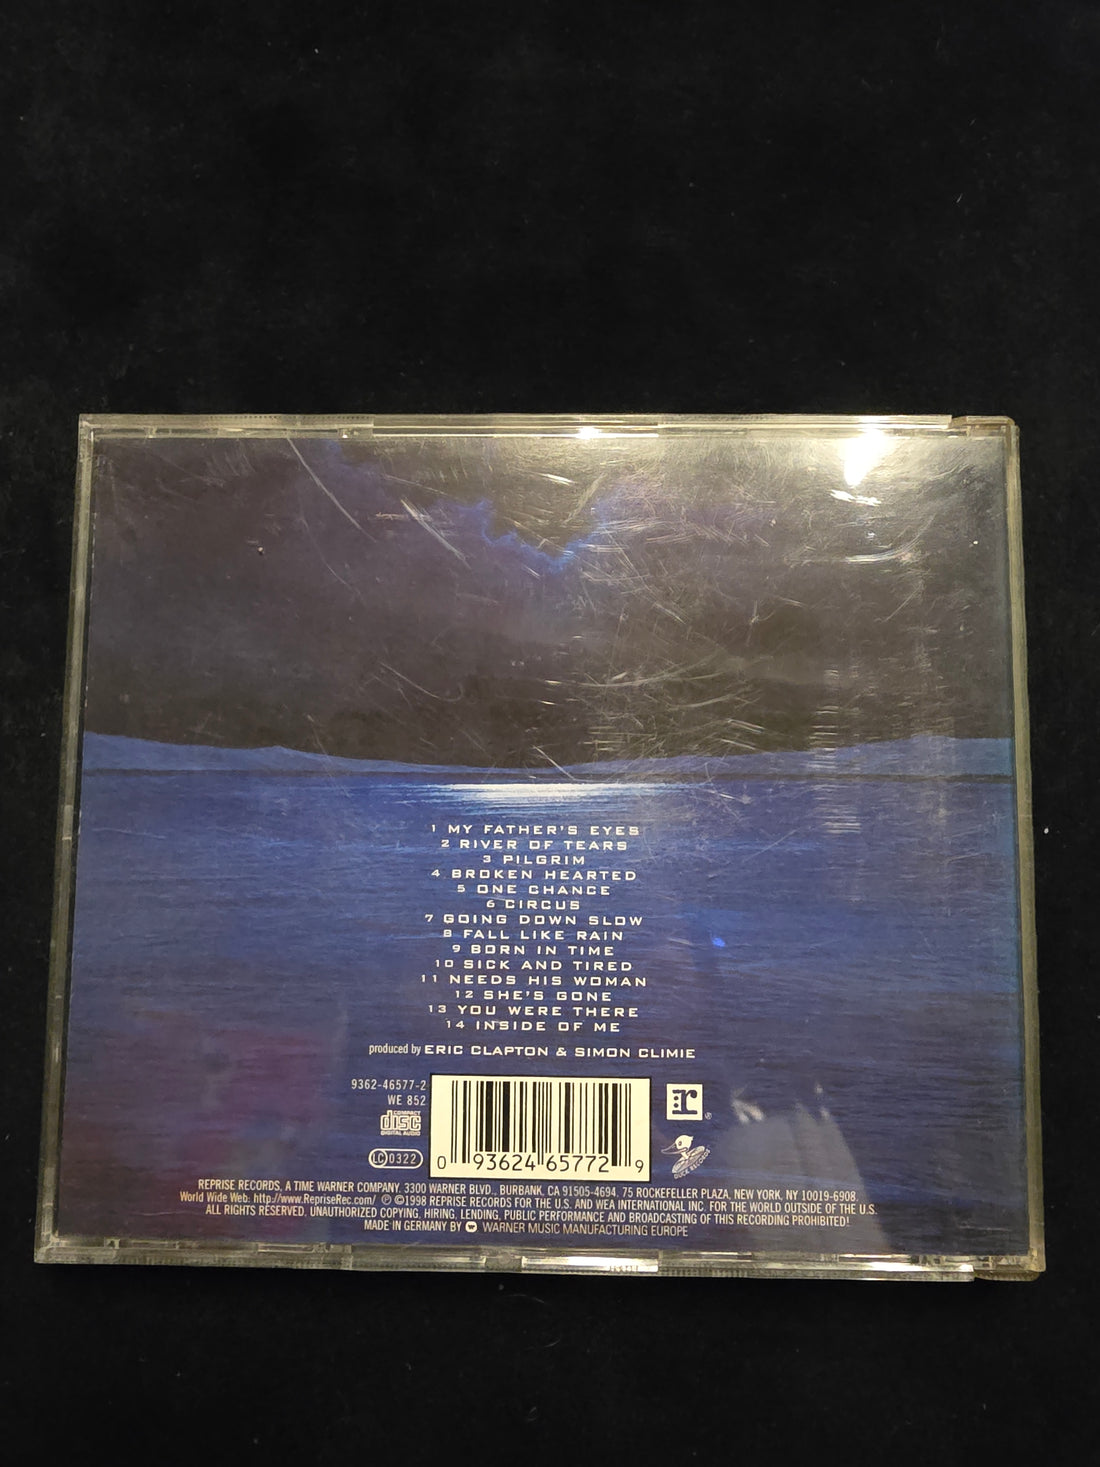 1 MY FATHER'S EYES
2 RIVER OF TEARS
3 PILGRIM
4 BROKEN HEARTED
5 ONE CHANCE
6 CIRCUS
7 GOING DOWN SLOW
8 FALL LIKE RAIN
9 BORN IN TIME
10 SICK AND TIRED
11 NEEDS HIS WOMAN
12 SHE'S GONE
13 YOU WERE THERE
14 INSIDE OF ME
produced by ERIC CLAPTON & SIMON CLIMIE
9362-46577-2
WE 852
COMPACT
disc
DIGITAL AUDIO
LC 0322
0 93624 65772 9
r ®
DUCK RECORDS
REPRISE RECORDS, A TIME WARNER COMPANY. 3300 WARNER BLVD., BURBANK, CA 91505-4694. 75 ROCKEFELLER PLAZA, NEW YORK, NY 10019-6908.
World Wide Web: http://www.RepriseRec.com/ ℗ ©1998 REPRISE RECORDS FOR THE U.S. AND WEA INTERNATIONAL INC. FOR THE WORLD OUTSIDE OF THE U.S.
ALL RIGHTS RESERVED. UNAUTHORIZED COPYING, HIRING, LENDING, PUBLIC PERFORMANCE AND BROADCASTING OF THIS RECORDING PROHIBITED!
MADE IN GERMANY BY WARNER MUSIC MANUFACTURING EUROPE